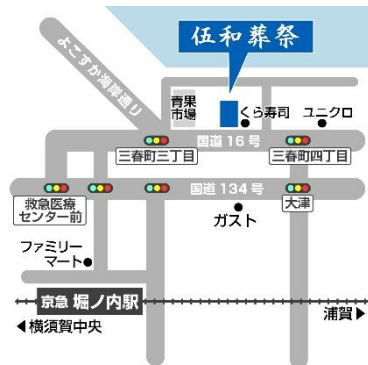 伍和葬祭
よこすか海岸通り
青果
市場
くら寿司
ユニクロ
国道16号
三春町三丁目
三春町四丁目
国道134号
救急医療
センター前
ガスト
大津
ファミリー
マート
京急 堀ノ内駅
横須賀中央
浦賀